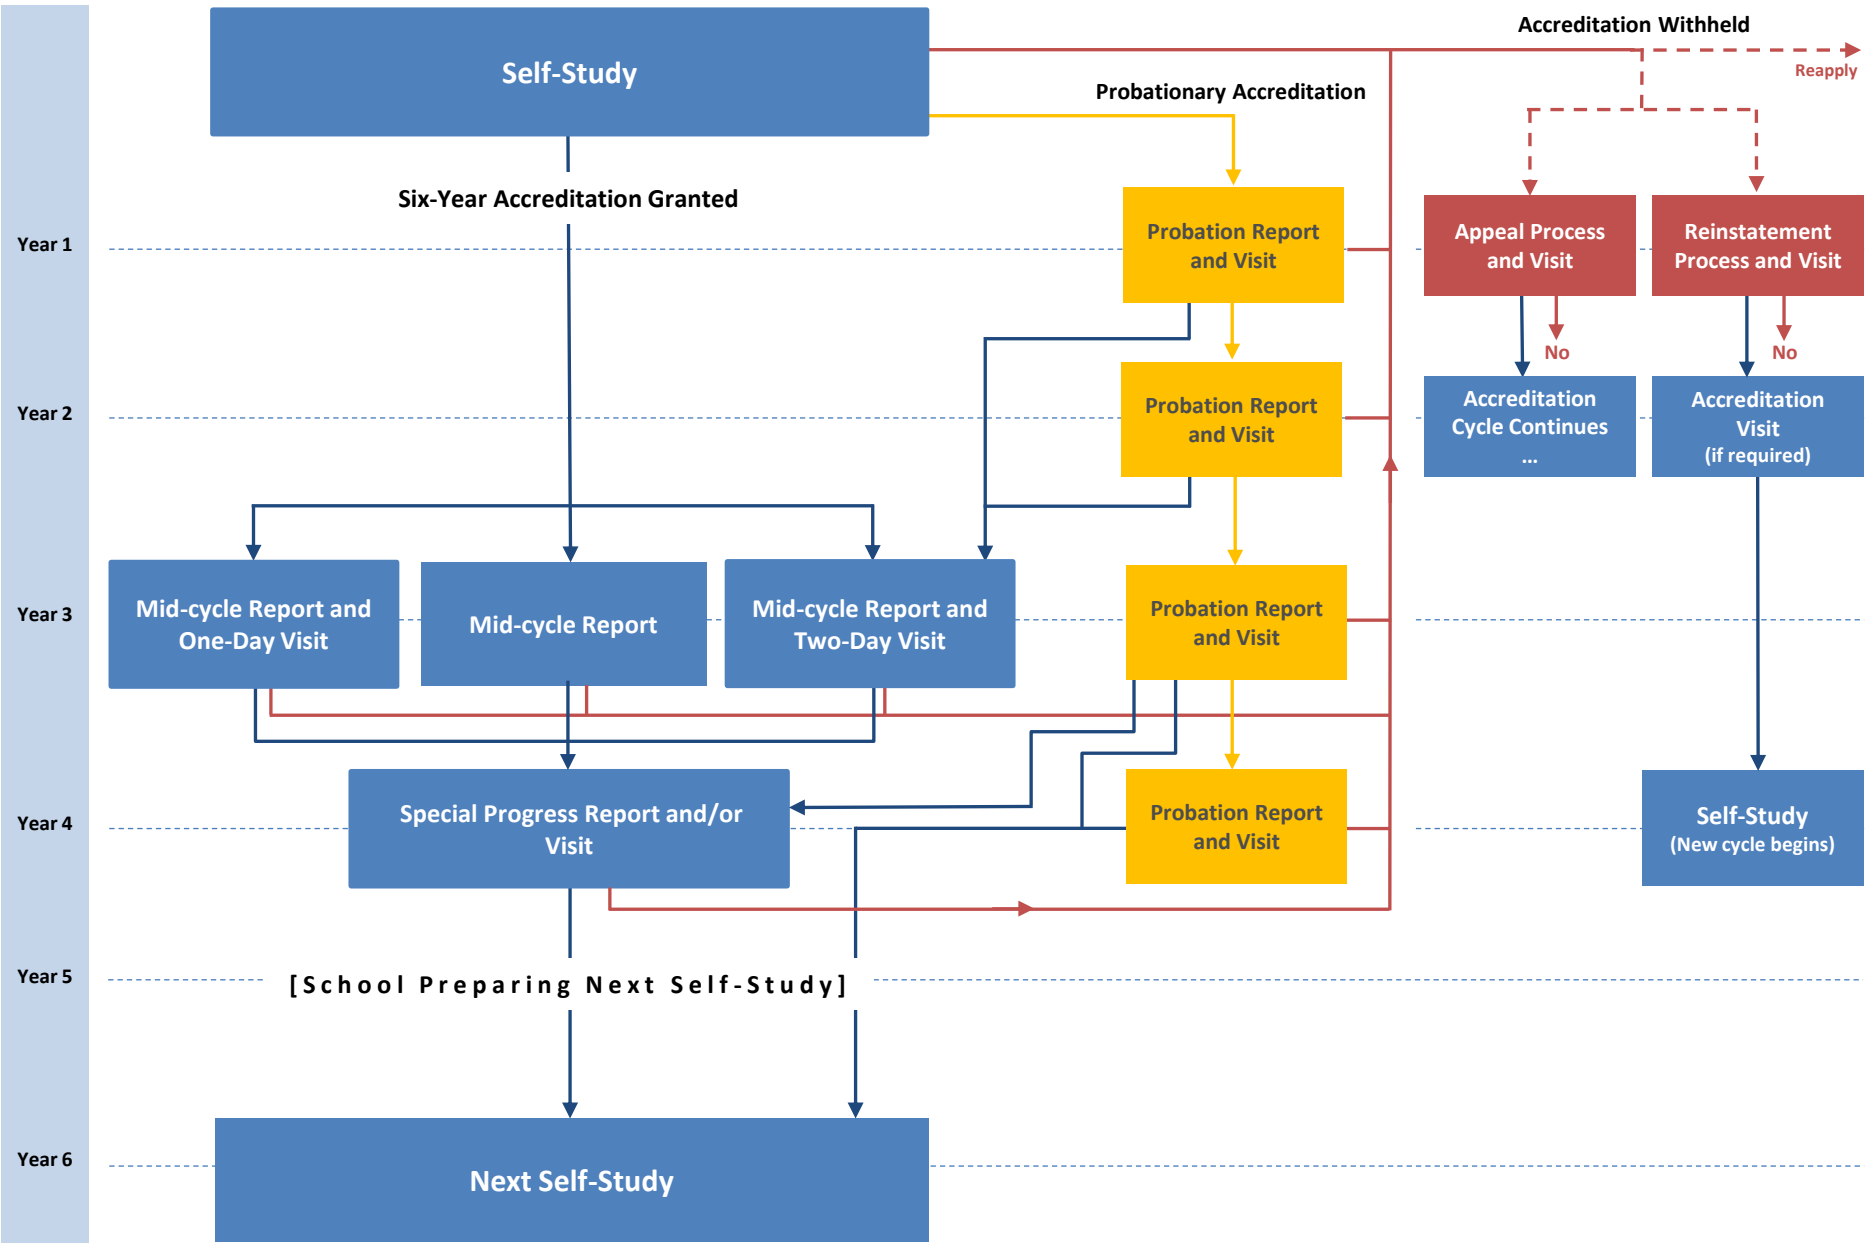 Accreditation Withheld
Self-Study
Reapply
Probationary Accreditation
Six-Year Accreditation Granted
Year 1
Probation Report
and Visit
Appeal Process
and Visit
Reinstatement
Process and Visit
No
No
Year 2
Probation Report
and Visit
Accreditation
Cycle Continues
...
Accreditation
Visit
(if required)
Year 3
Mid-cycle Report and
One-Day Visit
Mid-cycle Report
Mid-cycle Report and
Two-Day Visit
Probation Report
and Visit
Year 4
Special Progress Report and/or
Visit
Probation Report
and Visit
Self-Study
(New cycle begins)
Year 5
[School Preparing Next Self-Study]
Year 6
Next Self-Study